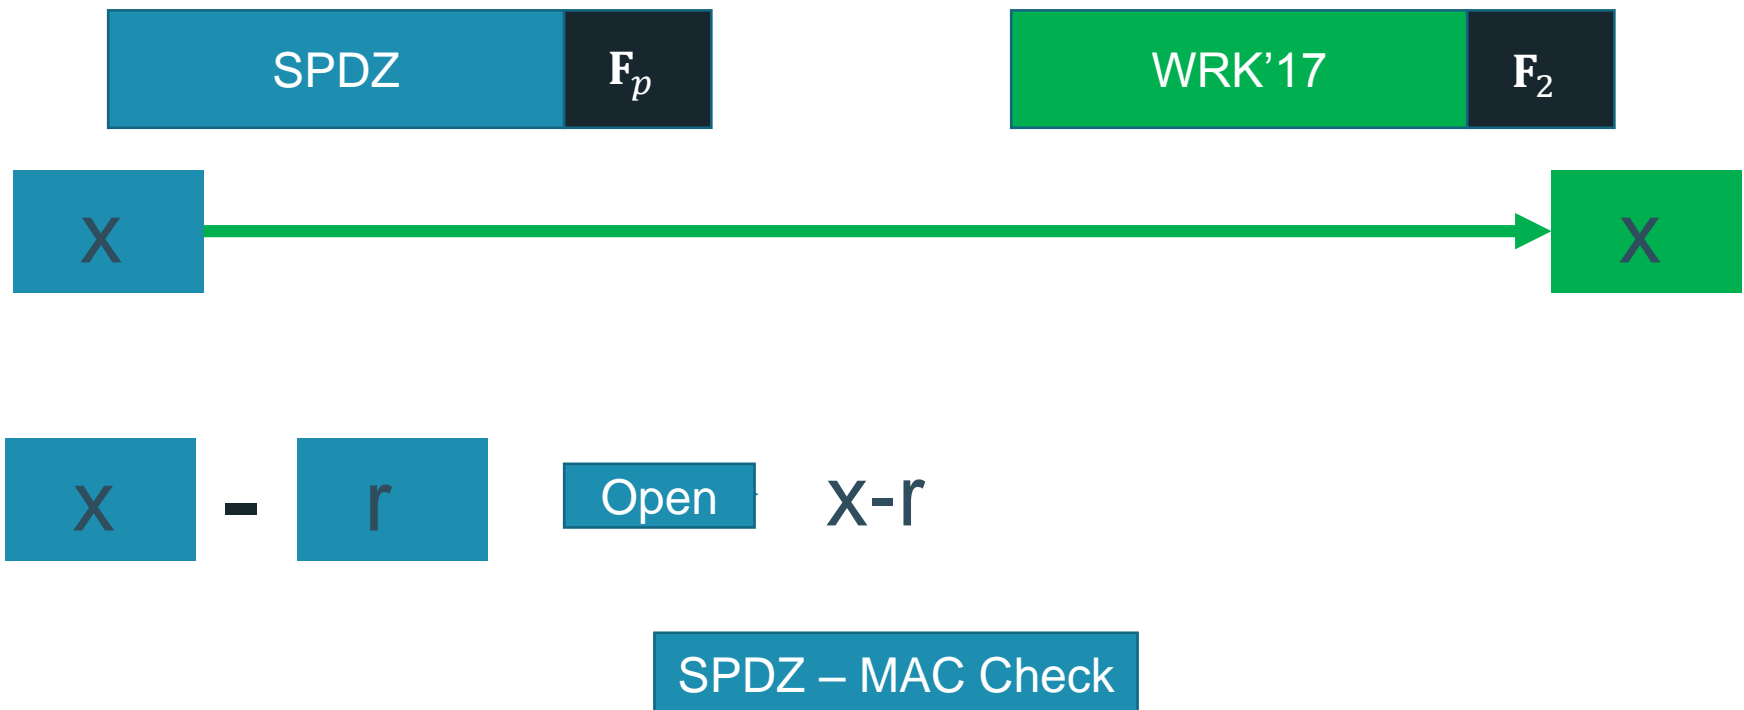 SPDZ 𝐅𝑝 WRK’17 𝐅2
x x
x - r Open x-r
SPDZ – MAC Check